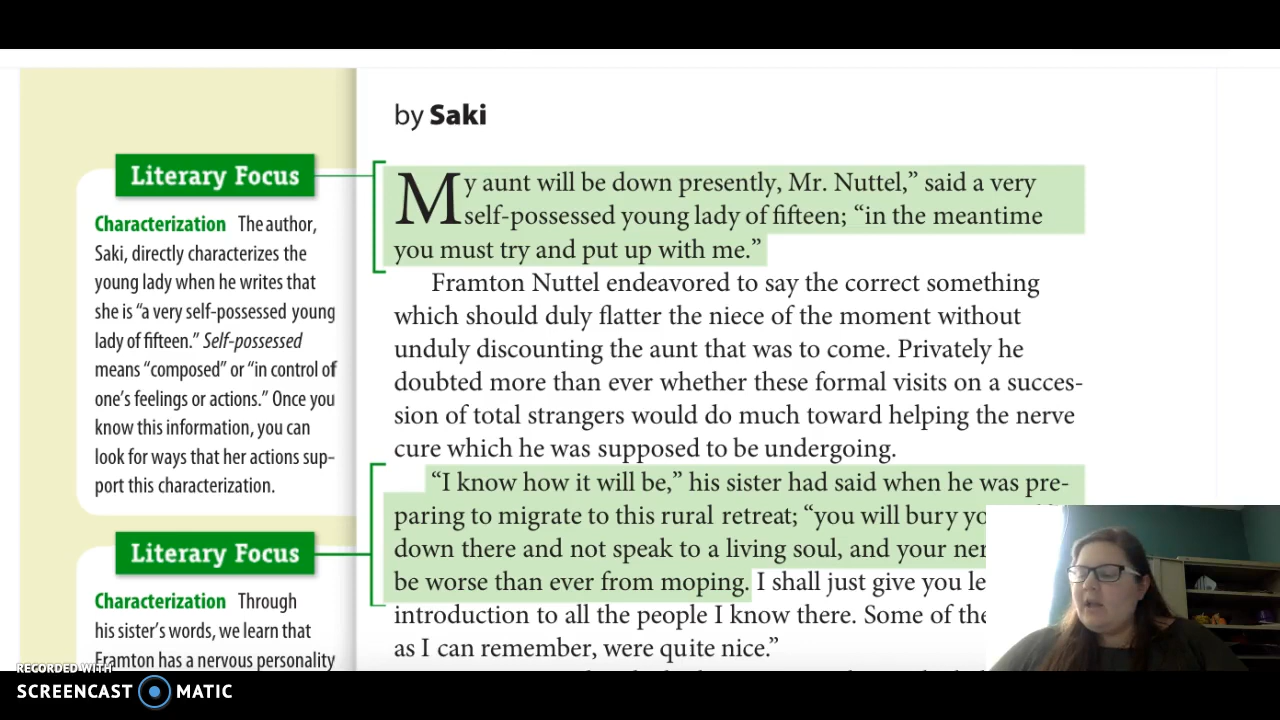 by Saki
Literary Focus
Characterization The author,
Saki, directly characterizes the
young lady when he writes that
she is “a very self-possessed young
lady of fifteen.” Self-possessed
means “composed” or “in control of
one’s feelings or actions.” Once you
know this information, you can
look for ways that her actions sup-
port this characterization.
Literary Focus
Characterization Through
his sister’s words, we learn that
Framton has a nervous personality
My aunt will be down presently, Mr. Nuttel,” said a very
self-possessed young lady of fifteen; “in the meantime
you must try and put up with me.”
Framton Nuttel endeavored to say the correct something
which should duly flatter the niece of the moment without
unduly discounting the aunt that was to come. Privately he
doubted more than ever whether these formal visits on a succes-
sion of total strangers would do much toward helping the nerve
cure which he was supposed to be undergoing.
“I know how it will be,” his sister had said when he was pre-
paring to migrate to this rural retreat; “you will bury
down there and not speak to a living soul, and your
be worse than ever from moping. I shall just give you
introduction to all the people I know there. Some of
as I can remember, were quite nice.”
RECORDED WITH
SCREENCAST MATIC